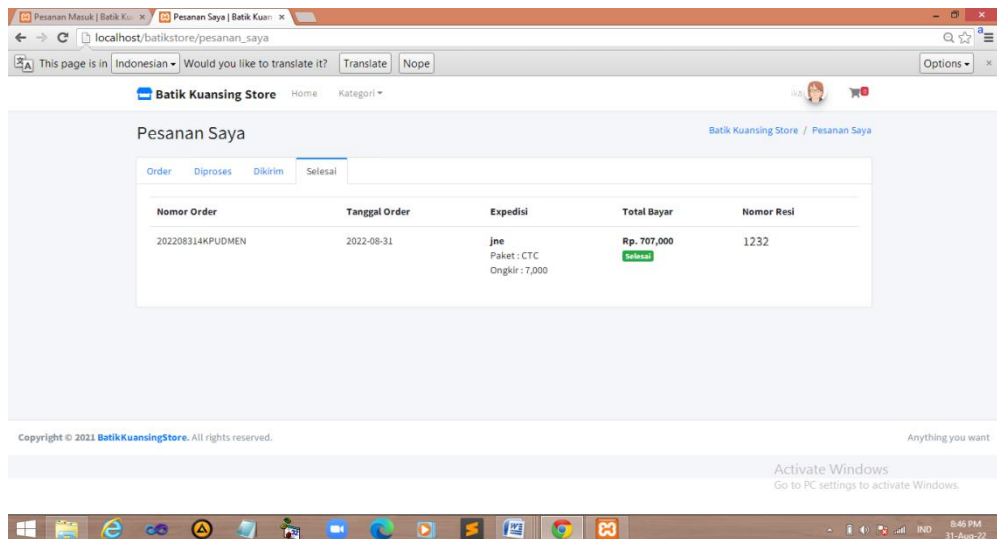 Pesanan Masuk | Batik Ku
Pesanan Saya | Batik Kuan
localhost/batikstore/pesanan_saya
This page is in Indonesian Would you like to translate it? Translate Nope Options
Batik Kuansing Store Home Kategori 0
Pesanan Saya
Batik Kuansing Store / Pesanan Saya
Order Diproses Dikirim Selesai
Nomor Order Tanggal Order Expedisi Total Bayar Nomor Resi
202208314KPUDMEN 2022-08-31 jne Rp. 707,000 1232
Paket : CTC Selesai
Ongkir : 7,000
Copyright © 2021 BatikKuansingStore. All rights reserved. Anything you want
Activate Windows
Go to PC settings to activate Windows.
IND 8:46 PM
31-Aug-22